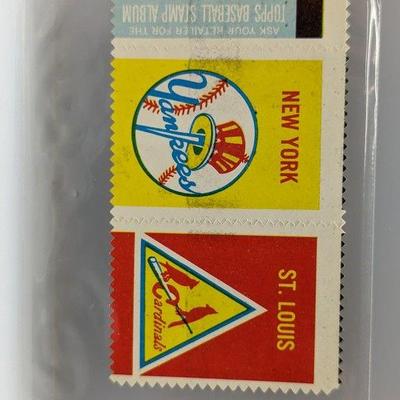 ASK YOUR RETAILER FOR THE
TOPPS BASEBALL STAMP ALBUM
Yankees
NEW YORK
Cardinals
ST. LOUIS